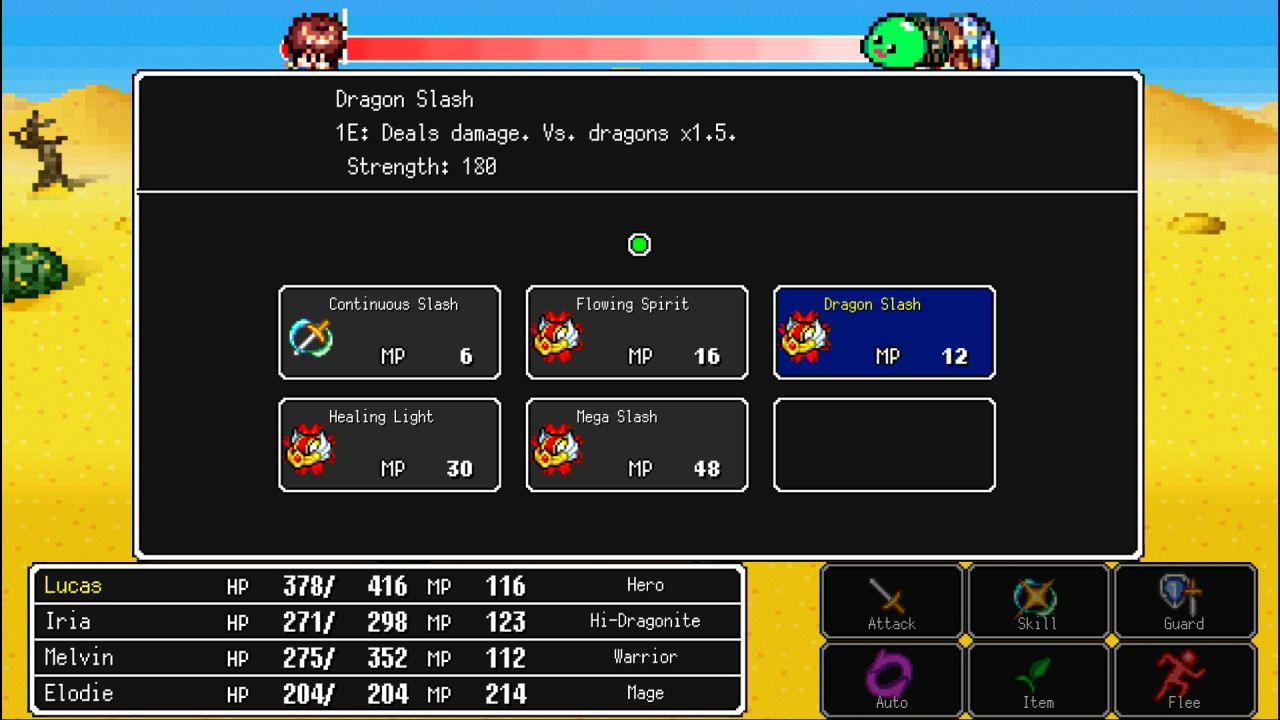 Dragon Slash
1E: Deals damage. Vs. dragons x1.5.
Strength: 180
Continuous Slash
MP 6
Flowing Spirit
MP 16
Dragon Slash
MP 12
Healing Light
MP 30
Mega Slash
MP 48
Lucas HP 378/ 416 MP 116 Hero
Iria HP 271/ 298 MP 123 Hi-Dragonite
Melvin HP 275/ 352 MP 112 Warrior
Elodie HP 204/ 204 MP 214 Mage
Attack
Skill
Guard
Auto
Item
Flee